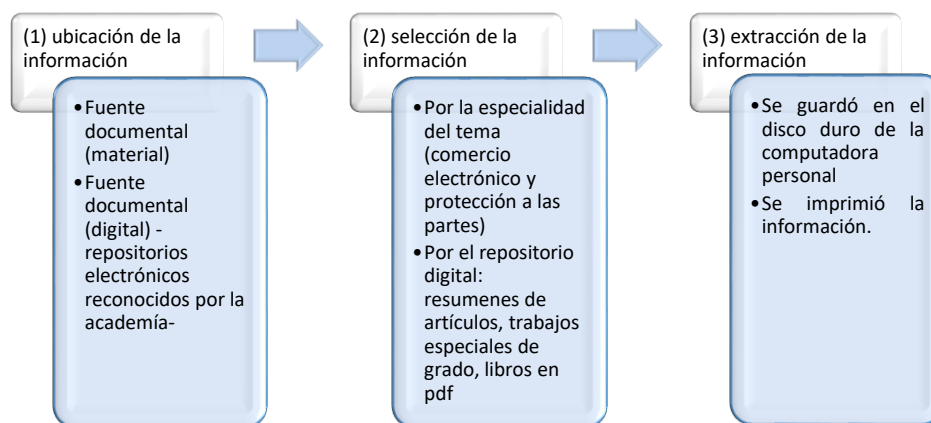 (1) ubicación de la
información
•Fuente
documental
(material)
•Fuente
documental
(digital) -
repositorios
electrónicos
reconocidos por la
academía-
(2) selección de la
información
•Por la especialidad
del tema
(comercio
electrónico y
protección a las
partes)
•Por el repositorio
digital:
resumenes de
artículos, trabajos
especiales de
grado, libros en
pdf
(3) extracción de la
información
•Se guardó en el
disco duro de la
computadora
personal
•Se imprimió la
información.